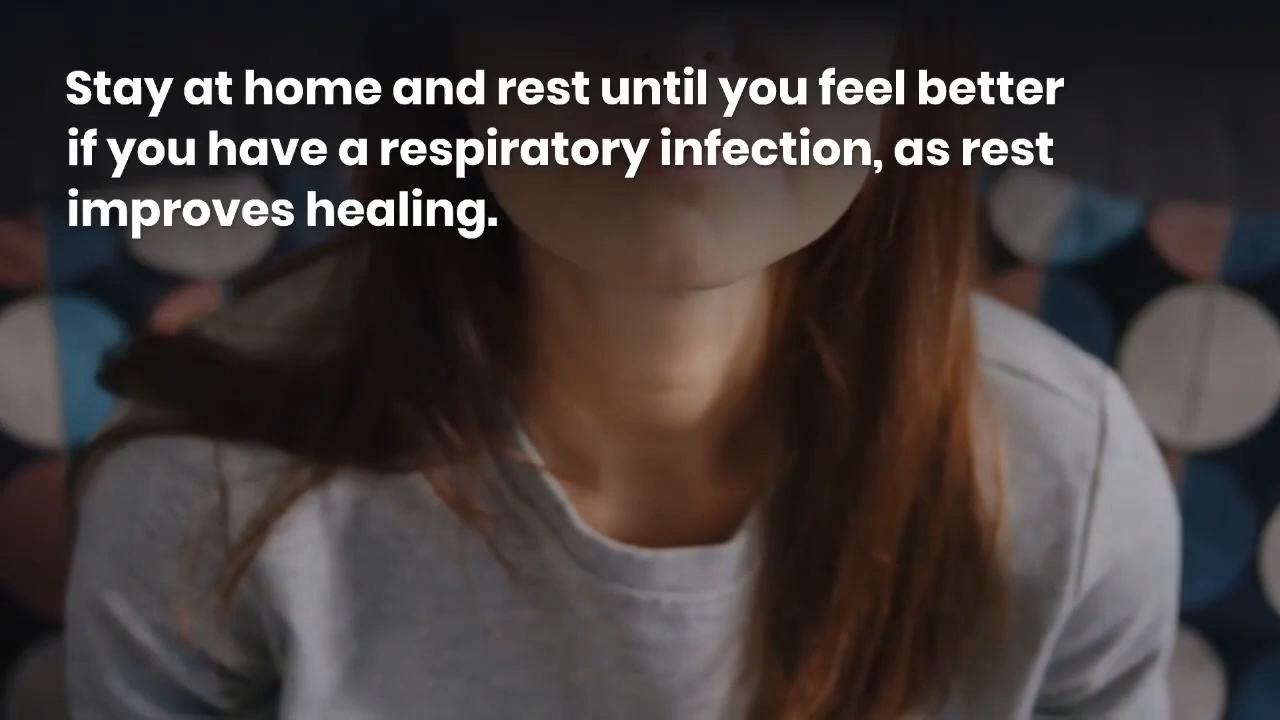 Stay at home and rest until you feel better
if you have a respiratory infection, as rest
improves healing.